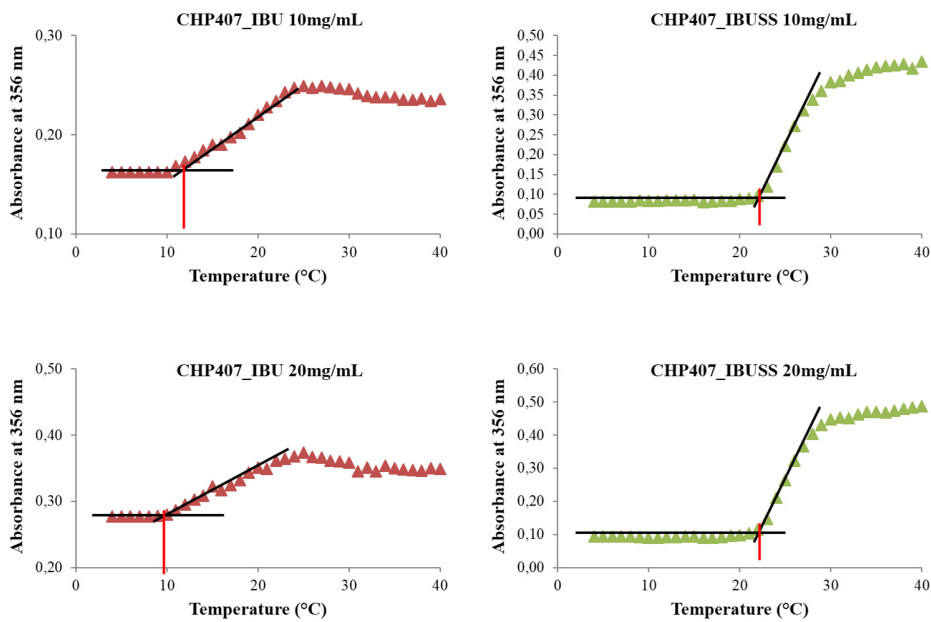 CHP407_IBU 10mg/mL
Absorbance at 356 nm
0,30
0,20
0,10
0 10 20 30 40
Temperature (°C)
CHP407_IBUSS 10mg/mL
Absorbance at 356 nm
0,50
0,45
0,40
0,35
0,30
0,25
0,20
0,15
0,10
0,05
0,00
0 10 20 30 40
Temperature (°C)
CHP407_IBU 20mg/mL
Absorbance at 356 nm
0,50
0,40
0,30
0,20
0 10 20 30 40
Temperature (°C)
CHP407_IBUSS 20mg/mL
Absorbance at 356 nm
0,60
0,50
0,40
0,30
0,20
0,10
0,00
0 10 20 30 40
Temperature (°C)